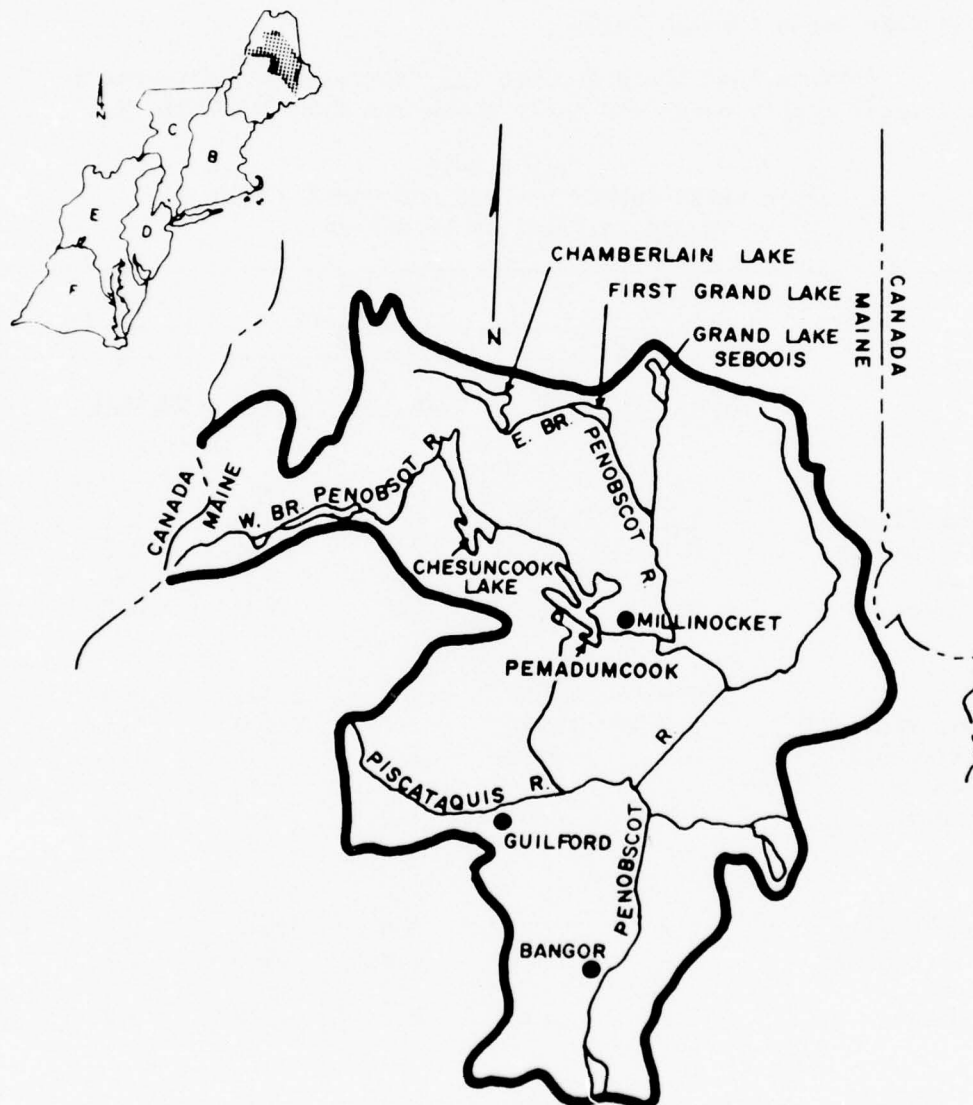 N
C
B
E
D
F
N
CHAMBERLAIN LAKE
FIRST GRAND LAKE
GRAND LAKE
SEBOOIS
MAINE
CANADA
E. BR. PENOBSCOT R.
CANADA
MAINE
W. BR. PENOBSOT R.
CHESUNCOOK
LAKE
MILLINOCKET
PEMADUMCOOK
PISCATAQUIS R.
GUILFORD
PENOBSCOT R.
BANGOR